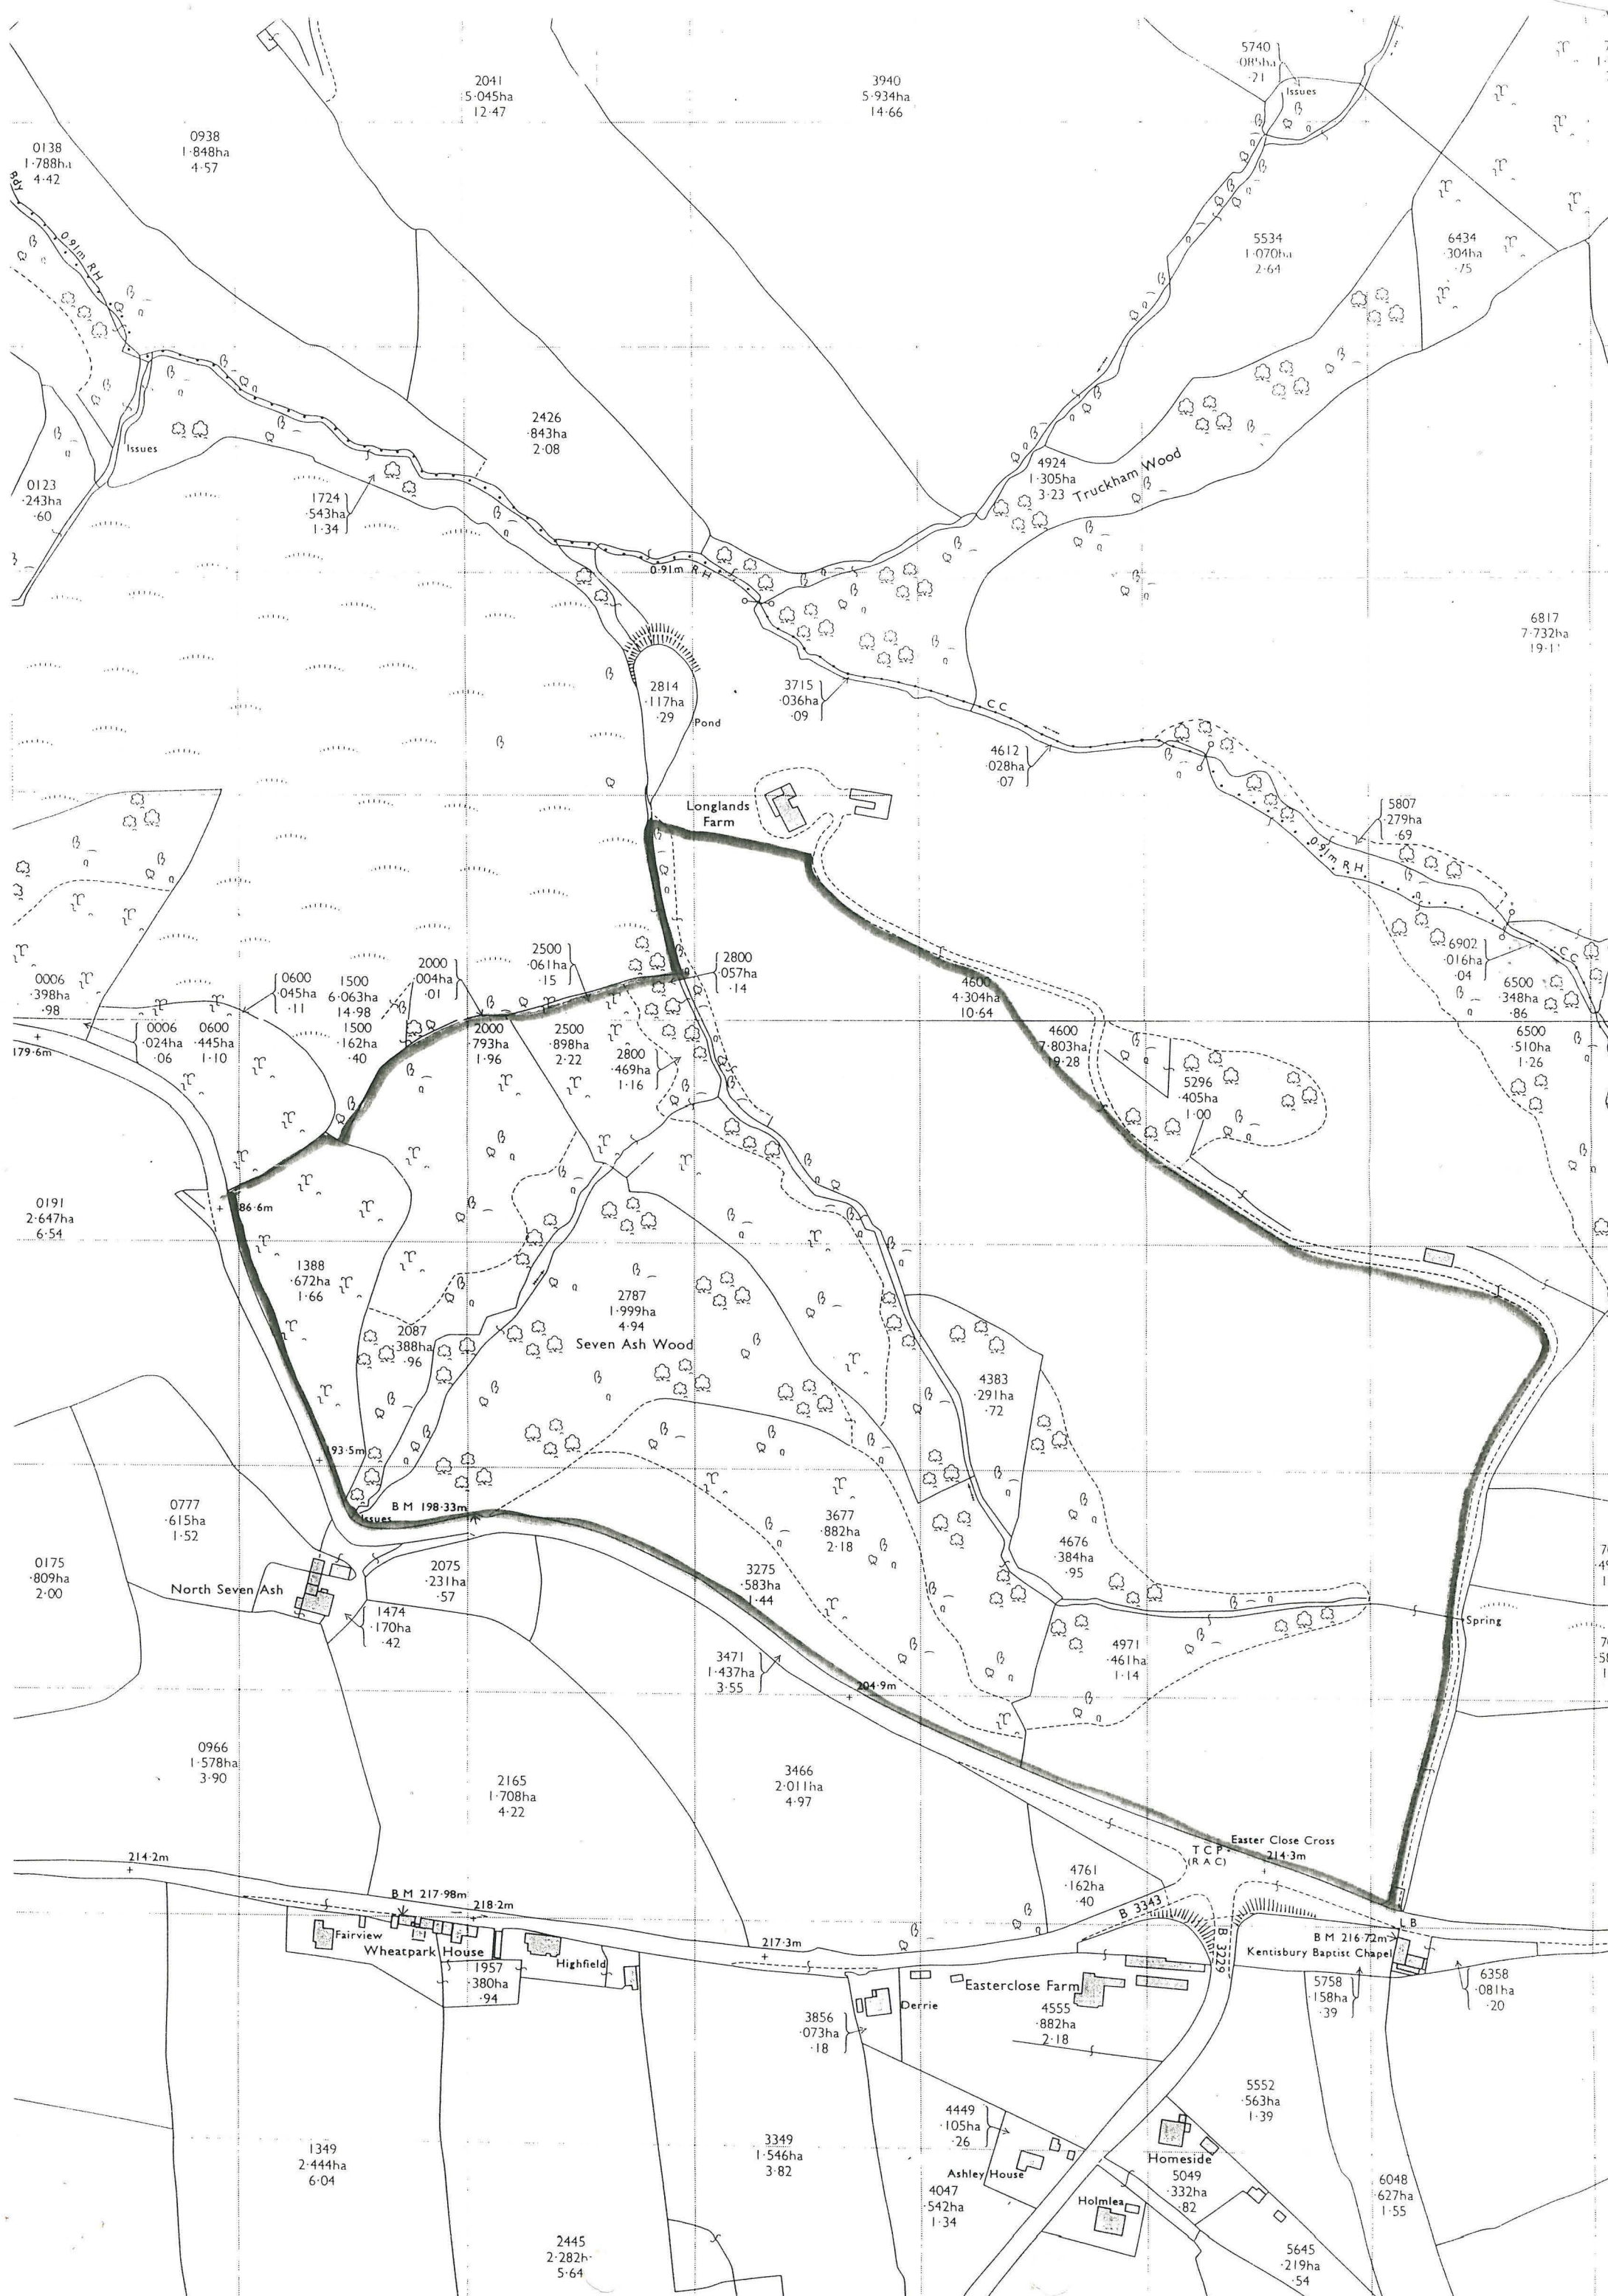 5740
·085ha
·21
Issues
2041
5·045ha
12·47
3940
5·934ha
14·66
0938
1·848ha
4·57
0138
1·788ha
4·42
Bdy
0·91m RH
5534
1·070ha
2·64
6434
·304ha
·75
2426
·843ha
2·08
Issues
0123
·243ha
·60
1724
·543ha
1·34
4924
1·305ha
3·23
Truckham Wood
0·91m RH
6817
7·732ha
2814
·117ha
·29
Pond
3715
·036ha
·09
C C
4612
·028ha
·07
Longlands
Farm
5807
·279ha
·69
0·91m RH
6902
·016ha
·04
C C
6500
·348ha
·86
6500
·510ha
1·26
0006
·398ha
·98
0600
·045ha
·11
1500
6·063ha
14·98
1500
·162ha
·40
2000
·004ha
·01
2500
·061ha
·15
2800
·057ha
·14
4600
4·304ha
10·64
4600
7·803ha
19·28
179·6m
0006
·024ha
·06
0600
·445ha
1·10
2000
·793ha
1·96
2500
·898ha
2·22
2800
·469ha
1·16
5296
·405ha
1·00
0191
2·647ha
6·54
86·6m
1388
·672ha
1·66
2087
·388ha
·96
2787
1·999ha
4·94
Seven Ash Wood
4383
·291ha
·72
93·5m
Issues
B M 198·33m
0777
·615ha
1·52
0175
·809ha
2·00
North Seven Ash
2075
·231ha
·57
1474
·170ha
·42
3677
·882ha
2·18
3275
·583ha
1·44
4676
·384ha
·95
Spring
3471
1·437ha
3·55
4971
·461ha
1·14
204·9m
0966
1·578ha
3·90
2165
1·708ha
4·22
3466
2·011ha
4·97
Easter Close Cross
T C P
(R A C)
214·3m
214·2m
4761
·162ha
·40
B 3343
B 3229
L B
B M 217·98m
218·2m
Fairview
Wheatpark House
Highfield
217·3m
B M 216·72m
Kentisbury Baptist Chapel
1957
·380ha
·94
Easterclose Farm
Derrie
4555
·882ha
2·18
5758
·158ha
·39
6358
·081ha
·20
3856
·073ha
·18
5552
·563ha
1·39
4449
·105ha
·26
1349
2·444ha
6·04
3349
1·546ha
3·82
Ashley House
Homeside
5049
·332ha
·82
6048
·627ha
1·55
4047
·542ha
1·34
Holmlea
2445
2·282h
5·64
5645
·219ha
·54